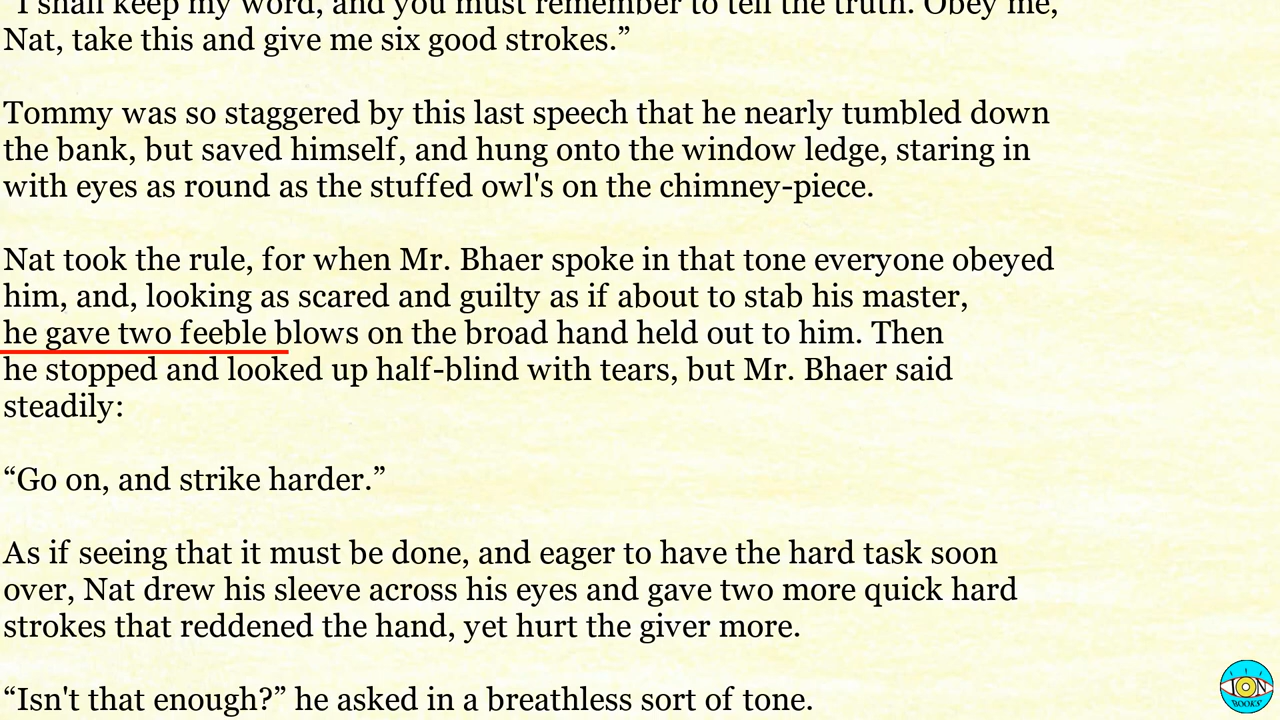 "I shall keep my word, and you must remember to tell the truth. Obey me,
Nat, take this and give me six good strokes.”
Tommy was so staggered by this last speech that he nearly tumbled down
the bank, but saved himself, and hung onto the window ledge, staring in
with eyes as round as the stuffed owl's on the chimney-piece.
Nat took the rule, for when Mr. Bhaer spoke in that tone everyone obeyed
him, and, looking as scared and guilty as if about to stab his master,
he gave two feeble blows on the broad hand held out to him. Then
he stopped and looked up half-blind with tears, but Mr. Bhaer said
steadily:
“Go on, and strike harder.”
As if seeing that it must be done, and eager to have the hard task soon
over, Nat drew his sleeve across his eyes and gave two more quick hard
strokes that reddened the hand, yet hurt the giver more.
“Isn't that enough?” he asked in a breathless sort of tone.
ION
BOOKS